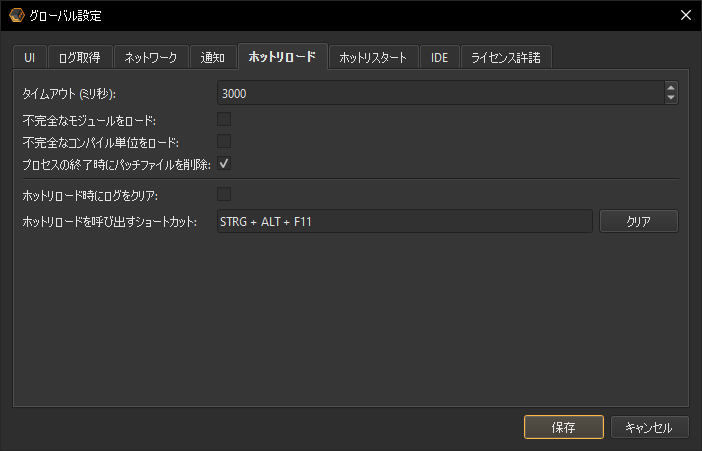 グローバル設定
UI ログ取得 ネットワーク 通知 ホットリロード ホットリスタート IDE ライセンス許諾
タイムアウト (ミリ秒): 3000
不完全なモジュールをロード:
不完全なコンパイル単位をロード:
プロセスの終了時にパッチファイルを削除:
ホットリロード時にログをクリア:
ホットリロードを呼び出すショートカット: STRG + ALT + F11 クリア
保存 キャンセル